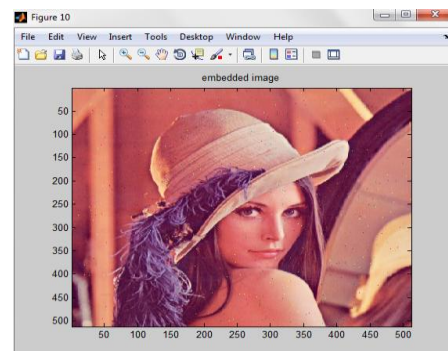 Figure 10
File Edit View Insert Tools Desktop Window Help
embedded image
50
100
150
200
250
300
350
400
450
500
50 100 150 200 250 300 350 400 450 500